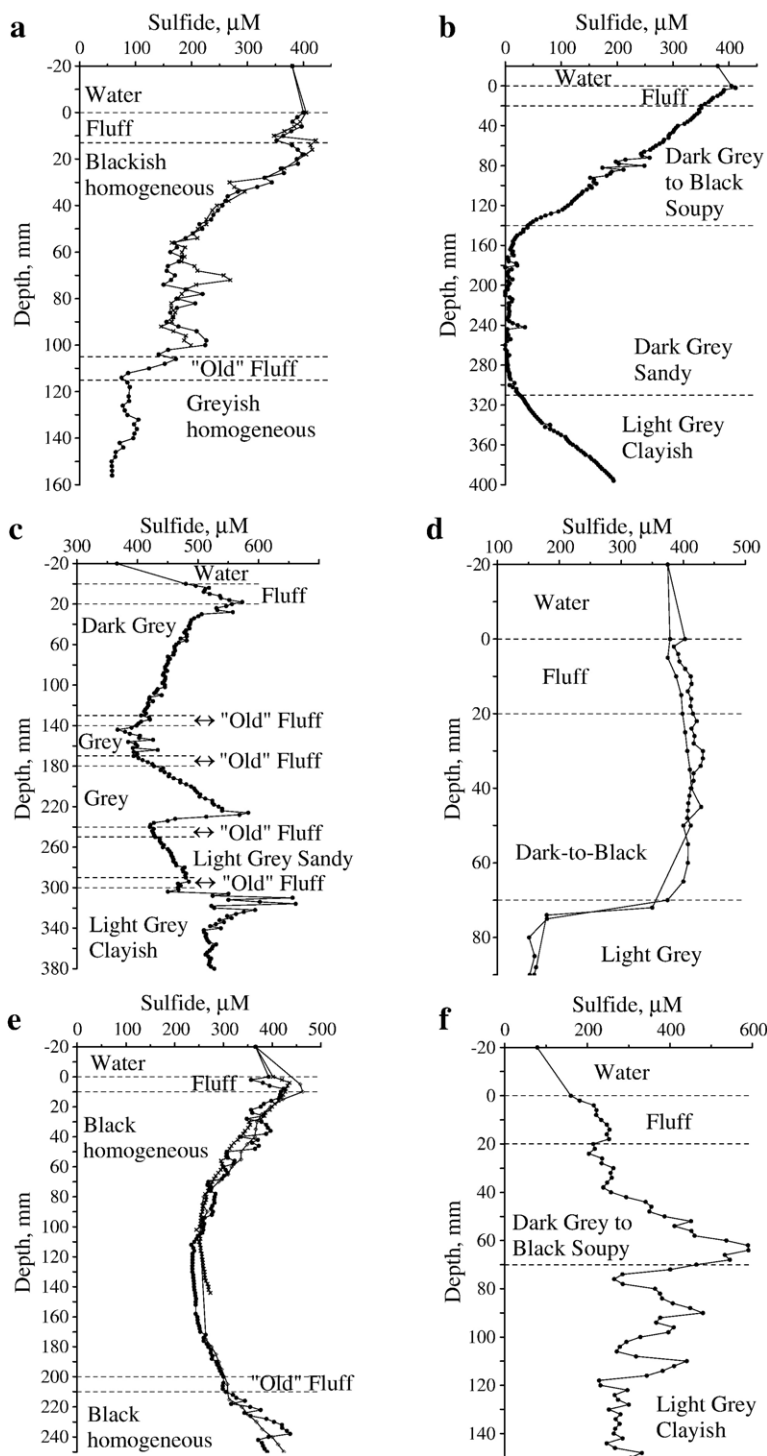 a
Sulfide, μM
0 100 200 300 400
Depth, mm
-20
0
20
40
60
80
100
120
140
160
Water
Fluff
Blackish
homogeneous
"Old" Fluff
Greyish
homogeneous
b
Sulfide, μM
0 100 200 300 400
Depth, mm
0
40
80
120
160
200
240
280
320
360
400
Water
Fluff
Dark Grey
to Black
Soupy
Dark Grey
Sandy
Light Grey
Clayish
c
Sulfide, μM
300 400 500 600
Depth, mm
-20
20
60
100
140
180
220
260
300
340
380
Water
Fluff
Dark Grey
↔ "Old" Fluff
Grey
↔ "Old" Fluff
Grey
↔ "Old" Fluff
Light Grey Sandy
↔ "Old" Fluff
Light Grey
Clayish
d
Sulfide, μM
100 200 300 400 500
Depth, mm
-20
0
20
40
60
80
Water
Fluff
Dark-to-Black
Light Grey
e
Sulfide, μM
0 100 200 300 400 500
Depth, mm
-20
0
20
40
60
80
100
120
140
160
180
200
220
240
Water
Fluff
Black
homogeneous
"Old" Fluff
Black
homogeneous
f
Sulfide, μM
0 200 400 600
Depth, mm
-20
0
20
40
60
80
100
120
140
Water
Fluff
Dark Grey to
Black Soupy
Light Grey
Clayish